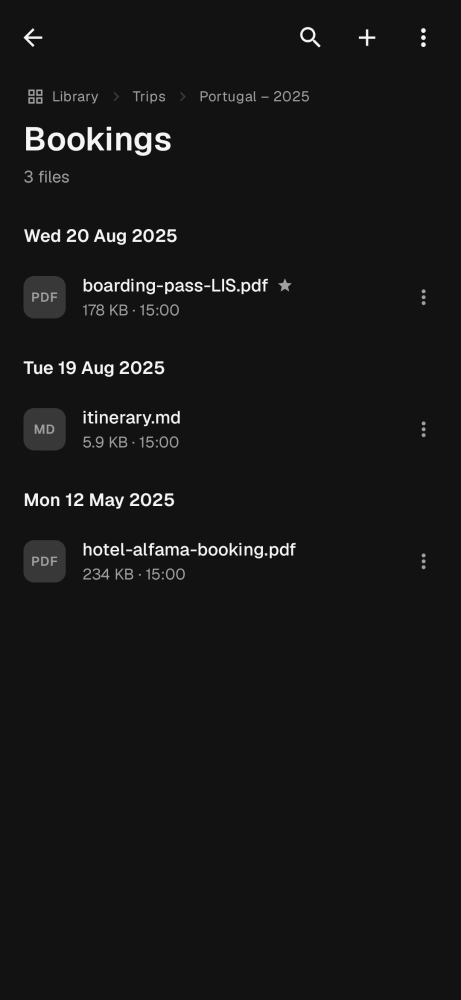 Library > Trips > Portugal – 2025
Bookings
3 files
Wed 20 Aug 2025
PDF
boarding-pass-LIS.pdf ★
178 KB · 15:00
Tue 19 Aug 2025
MD
itinerary.md
5.9 KB · 15:00
Mon 12 May 2025
PDF
hotel-alfama-booking.pdf
234 KB · 15:00